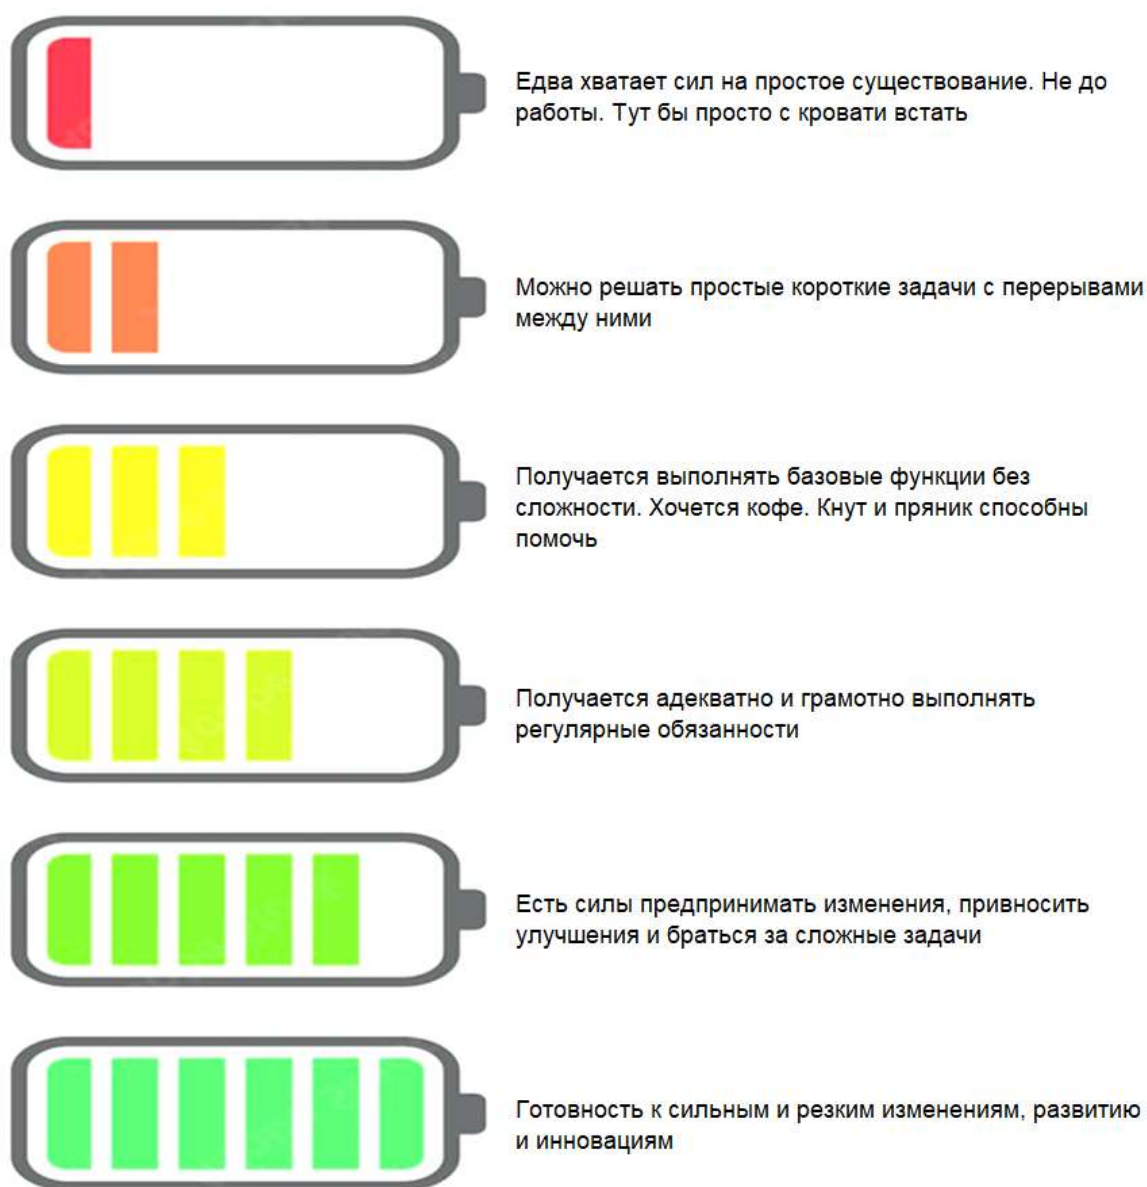 Едва хватает сил на простое существование. Не до
работы. Тут бы просто с кровати встать
Можно решать простые короткие задачи с перерывами
между ними
Получается выполнять базовые функции без
сложности. Хочется кофе. Кнут и пряник способны
помочь
Получается адекватно и грамотно выполнять
регулярные обязанности
Есть силы предпринимать изменения, привносить
улучшения и браться за сложные задачи
Готовность к сильным и резким изменениям, развитию
и инновациям